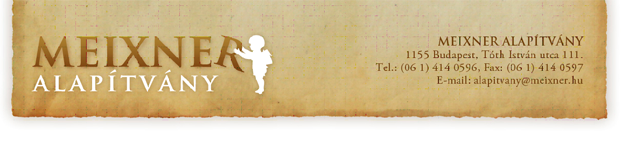 MEIXNER
ALAPÍTVÁNY
MEIXNER ALAPÍTVÁNY
1155 Budapest, Tóth István utca 111.
Tel.: (06 1) 414 0596, Fax: (06 1) 414 0597
E-mail: alapitvany@meixner.hu